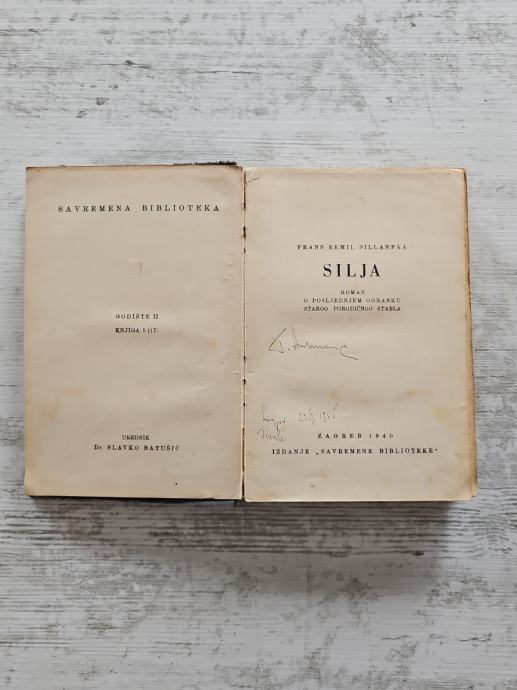 SAVREMENA BIBLIOTEKA
GODIŠTE II
KNJIGA 5 (17)
UREDNIK
Dr. SLAVKO BATUŠIĆ
FRANS EEMIL SILLANPÄÄ
SILJA
ROMAN
O POSLJEDNJEM OGRANKU
STAROG PORODIČNOG STABLA
ZAGREB 1940
IZDANJE „SAVREMENE BIBLIOTEKE"